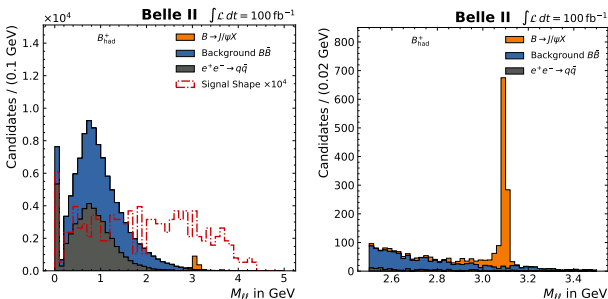 ×10⁴
Belle II ∫ℒ dt = 100 fb⁻¹
B⁺had
B→J/ψX
Background BB̄
e⁺e⁻→qq̄
Signal Shape ×10⁴
Candidates / (0.1 GeV)
1.4
1.2
1.0
0.8
0.6
0.4
0.2
0.0
0 1 2 3 4 5
Mₗₗ in GeV
Belle II ∫ℒ dt = 100 fb⁻¹
B⁺had
B→J/ψX
Background BB̄
e⁺e⁻→qq̄
Candidates / (0.02 GeV)
800
700
600
500
400
300
200
100
0
2.6 2.8 3.0 3.2 3.4
Mₗₗ in GeV